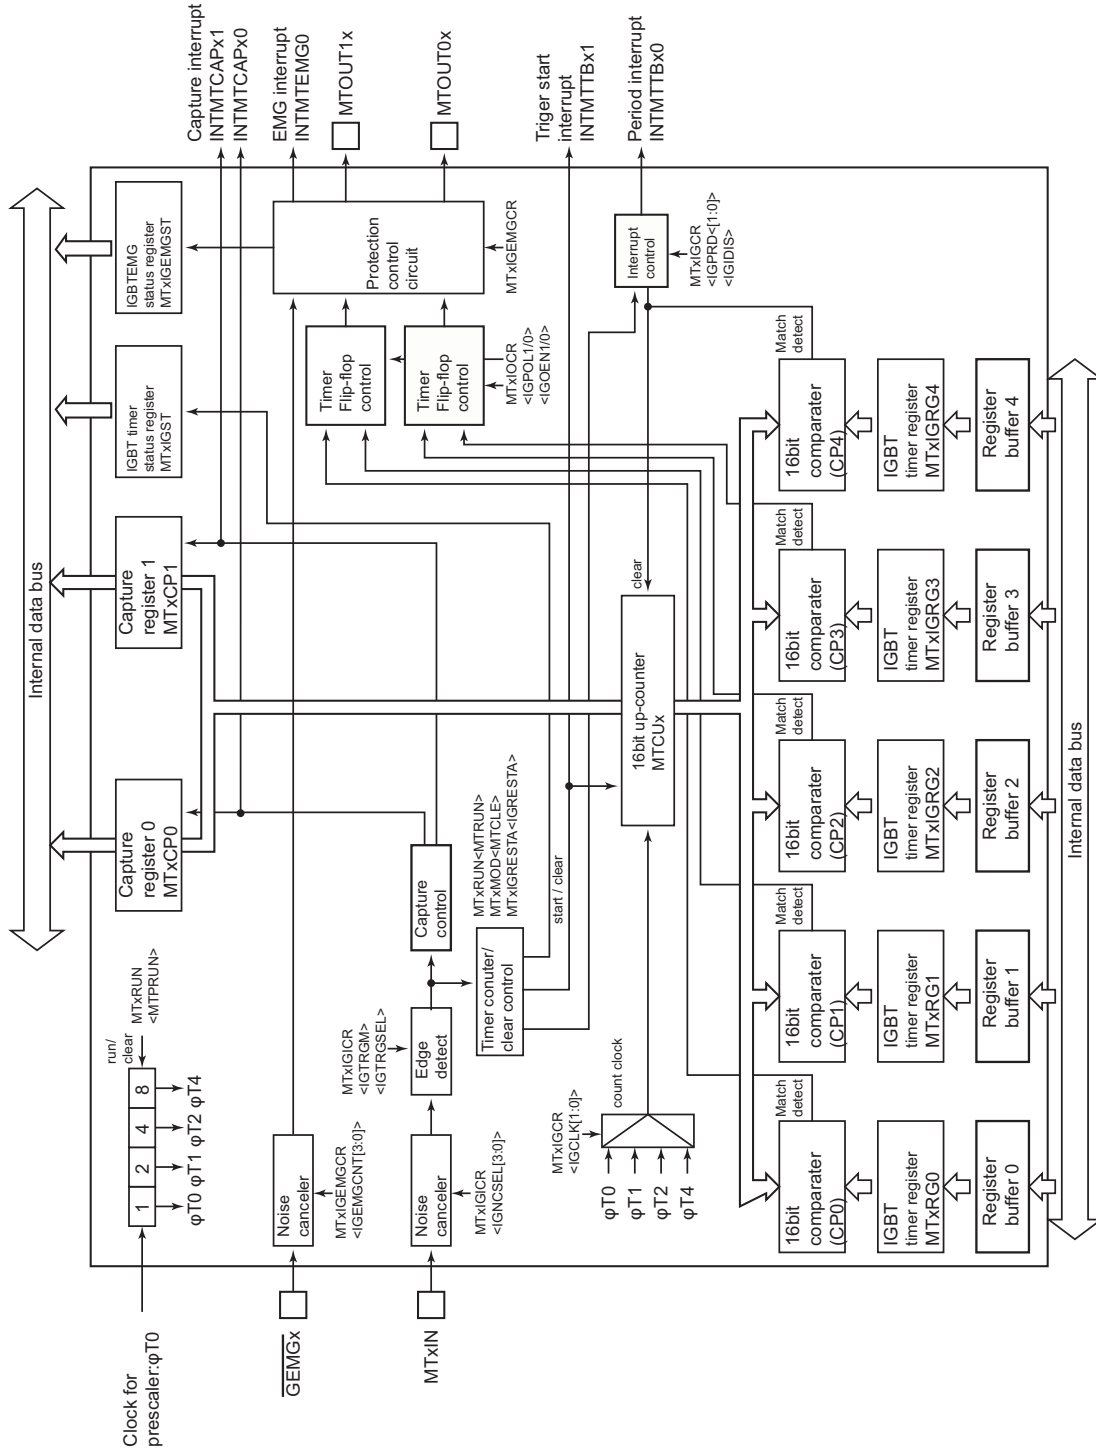 Internal data bus
Clock for
prescaler:φT0
1
2
4
8
run/
clear
MTxRUN
<MTPRUN>
φT0
φT1
φT2
φT4
Capture
register 0
MTxCP0
Capture
register 1
MTxCP1
IGBT timer
status register
MTxIGST
IGBTEMG
status register
MTxIGEMGST
Capture interrupt
INTMTCAPx1
INTMTCAPx0
GEMGx
Noise
canceler
MTxIGEMGCR
<IGEMGCNT[3:0]>
Timer
Flip-flop
control
Timer
Flip-flop
control
MTxIOCR
<IGPOL1/0>
<IGOEN1/0>
Protection
control
circuit
MTxIGEMGCR
EMG interrupt
INTMTEMG0
MTOUT1x
MTOUT0x
MTxIN
Noise
canceler
MTxIGICR
<IGNCSEL[3:0]>
MTxIGICR
<IGTRGM>
<IGTRGSEL>
Edge
detect
Capture
control
Timer conuter/
clear control
MTxRUN<MTRUN>
MTxMOD<MTCLE>
MTxIGRESTA<IGRESTA>
start / clear
Triger start
interrupt
INTMTTBx1
MTxIGCR
<IGCLK[1:0]>
φT0
φT1
φT2
φT4
count clock
16bit up-counter
MTCUx
clear
Interrupt
control
MTxIGCR
<IGPRD<[1:0]>
<IGIDIS>
Period interrupt
INTMTTBx0
Match
detect
Match
detect
Match
detect
Match
detect
Match
detect
16bit
comparater
(CP0)
16bit
comparater
(CP1)
16bit
comparater
(CP2)
16bit
comparater
(CP3)
16bit
comparater
(CP4)
IGBT
timer register
MTxRG0
IGBT
timer register
MTxRG1
IGBT
timer register
MTxIGRG2
IGBT
timer register
MTxIGRG3
IGBT
timer register
MTxIGRG4
Register
buffer 0
Register
buffer 1
Register
buffer 2
Register
buffer 3
Register
buffer 4
Internal data bus